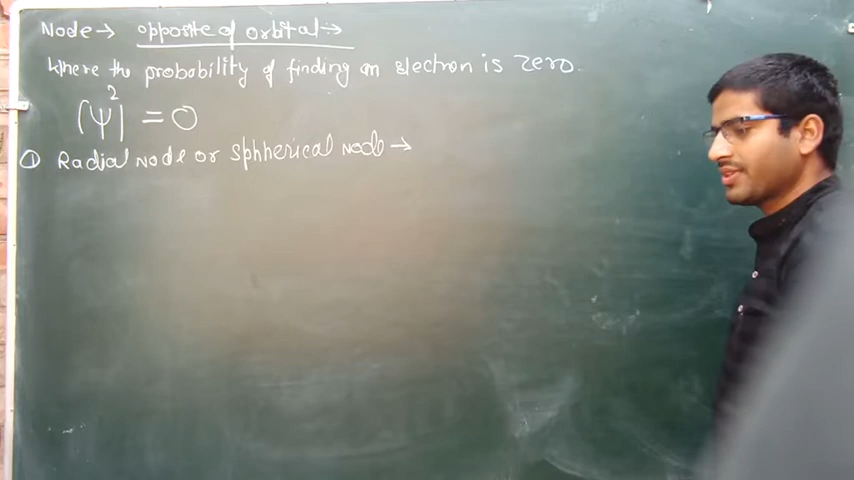 Node → opposite of orbital :→
Where the probability of finding an electron is zero.
|Ψ|² = 0
① Radial Node or sphherical Node →